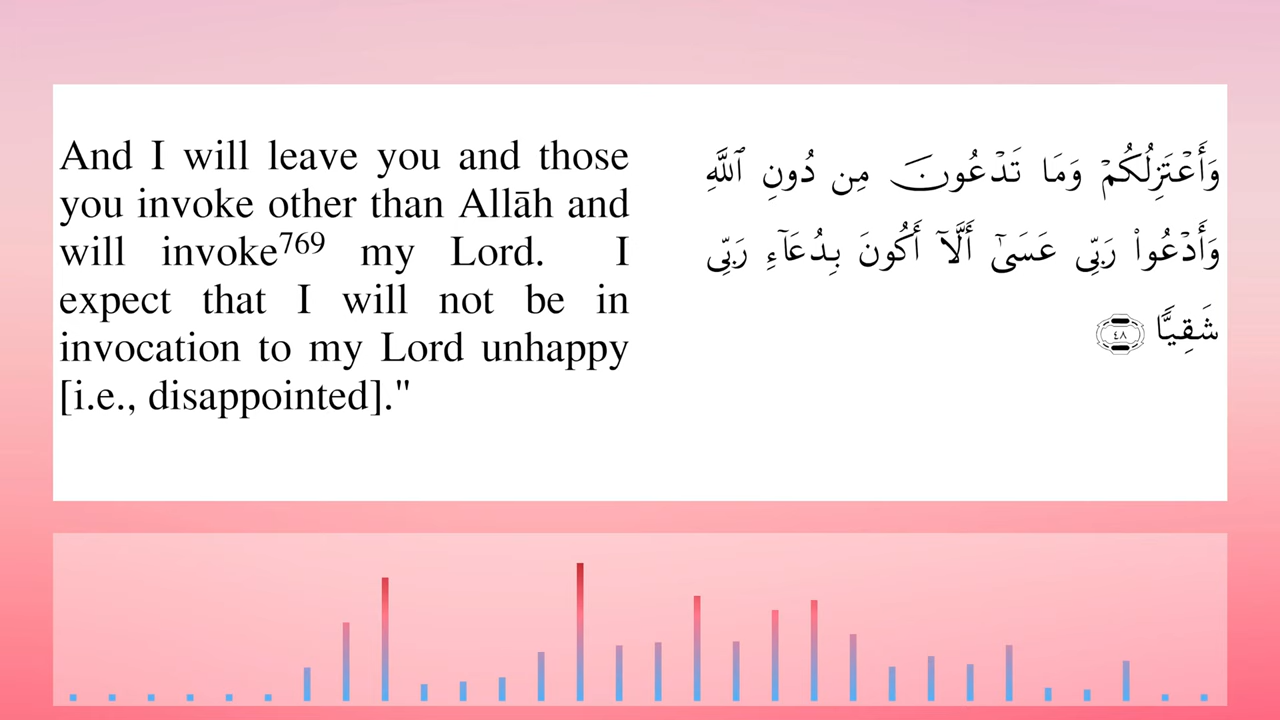 And I will leave you and those
you invoke other than Allāh and
will invoke769 my Lord. I
expect that I will not be in
invocation to my Lord unhappy
[i.e., disappointed]."
وَأَعْتَزِلُكُمْ وَمَا تَدْعُونَ مِن دُونِ ٱللَّهِ
وَأَدْعُوا۟ رَبِّى عَسَىٰٓ أَلَّآ أَكُونَ بِدُعَآءِ رَبِّى
شَقِيًّا ٤٨